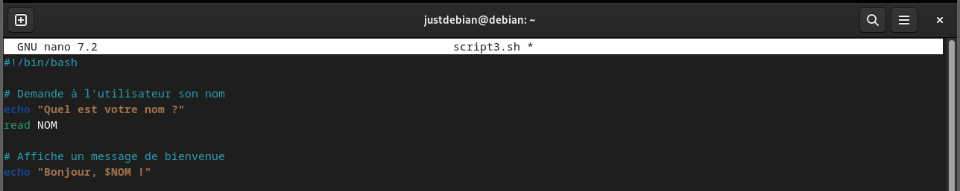 justdebian@debian: ~
GNU nano 7.2 script3.sh *
#!/bin/bash
# Demande à l'utilisateur son nom
echo "Quel est votre nom ?"
read NOM
# Affiche un message de bienvenue
echo "Bonjour, $NOM !"